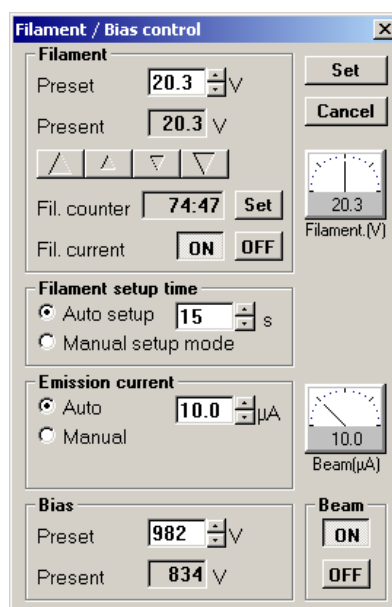 Filament / Bias control
Filament
Preset 20.3 V
Present 20.3 V
Fil. counter 74:47 Set
Fil. current ON OFF
Set
Cancel
20.3
Filament.(V)
Filament setup time
Auto setup 15 s
Manual setup mode
Emission current
Auto 10.0 µA
Manual
10.0
Beam(µA)
Bias
Preset 982 V
Present 834 V
Beam
ON
OFF